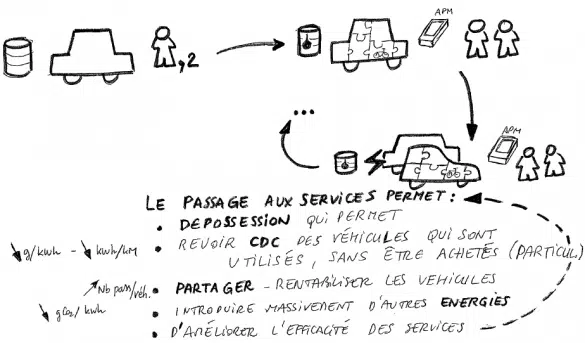 ,2
APM
...
APM
LE PASSAGE AUX SERVICES PERMET :
• DEPOSSESSION QUI PERMET
↘g/kwh - ↘kwh/km • REVOIR CDC DES VÉHICULES QUI SONT
UTILISÉS, SANS ÊTRE ACHETÉS (PARTICUL.)
↗Nb pass/véh. • PARTAGER - RENTABILISER LES VEHICULES
↘gCO2/kwh • INTRODUIRE MASSIVEMENT D'AUTRES ENERGIES
• D'AMÉLIORER L'EFFICACITÉ DES SERVICES